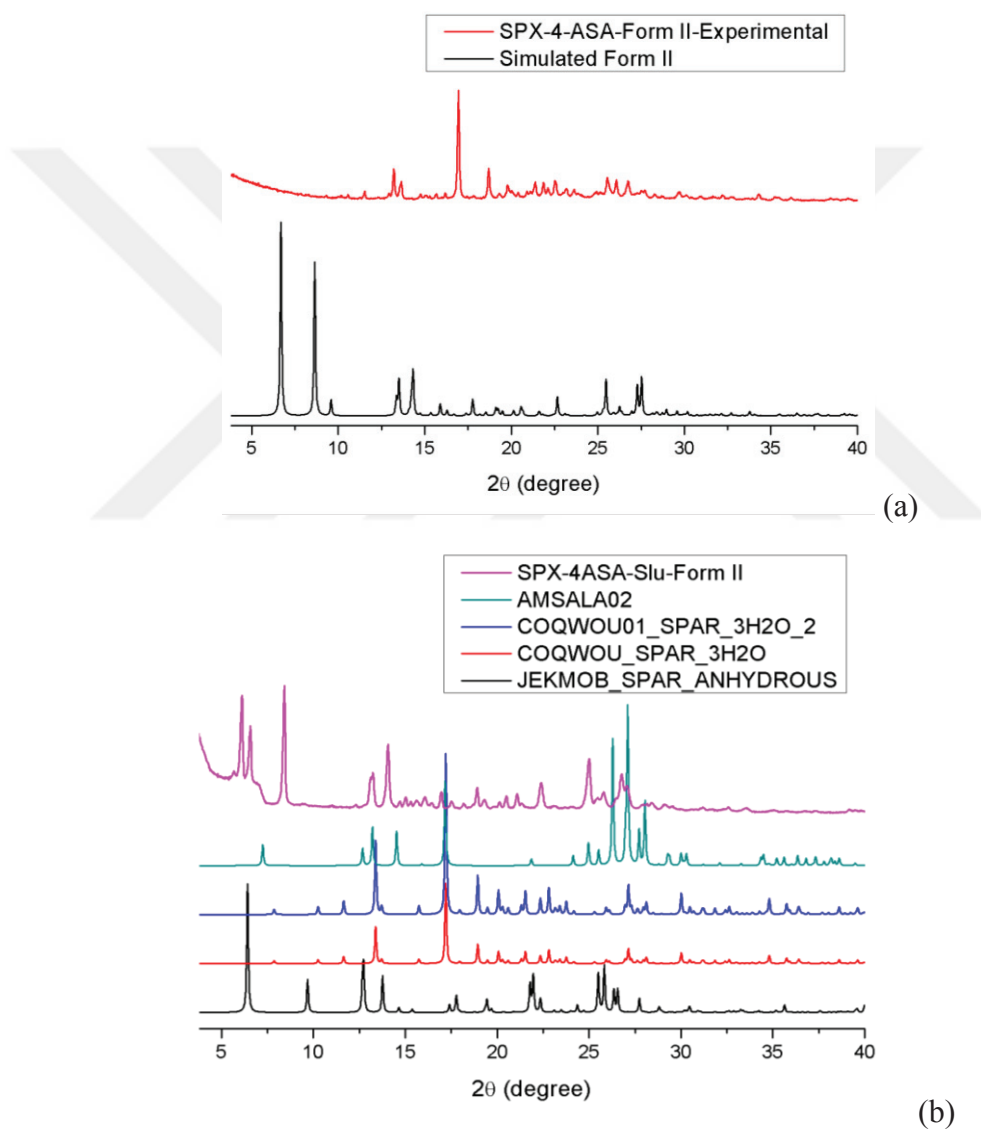 SPX-4-ASA-Form II-Experimental
Simulated Form II
5 10 15 20 25 30 35 40
2θ (degree)
(a)
SPX-4ASA-Slu-Form II
AMSALA02
COQWOU01_SPAR_3H2O_2
COQWOU_SPAR_3H2O
JEKMOB_SPAR_ANHYDROUS
5 10 15 20 25 30 35 40
2θ (degree)
(b)